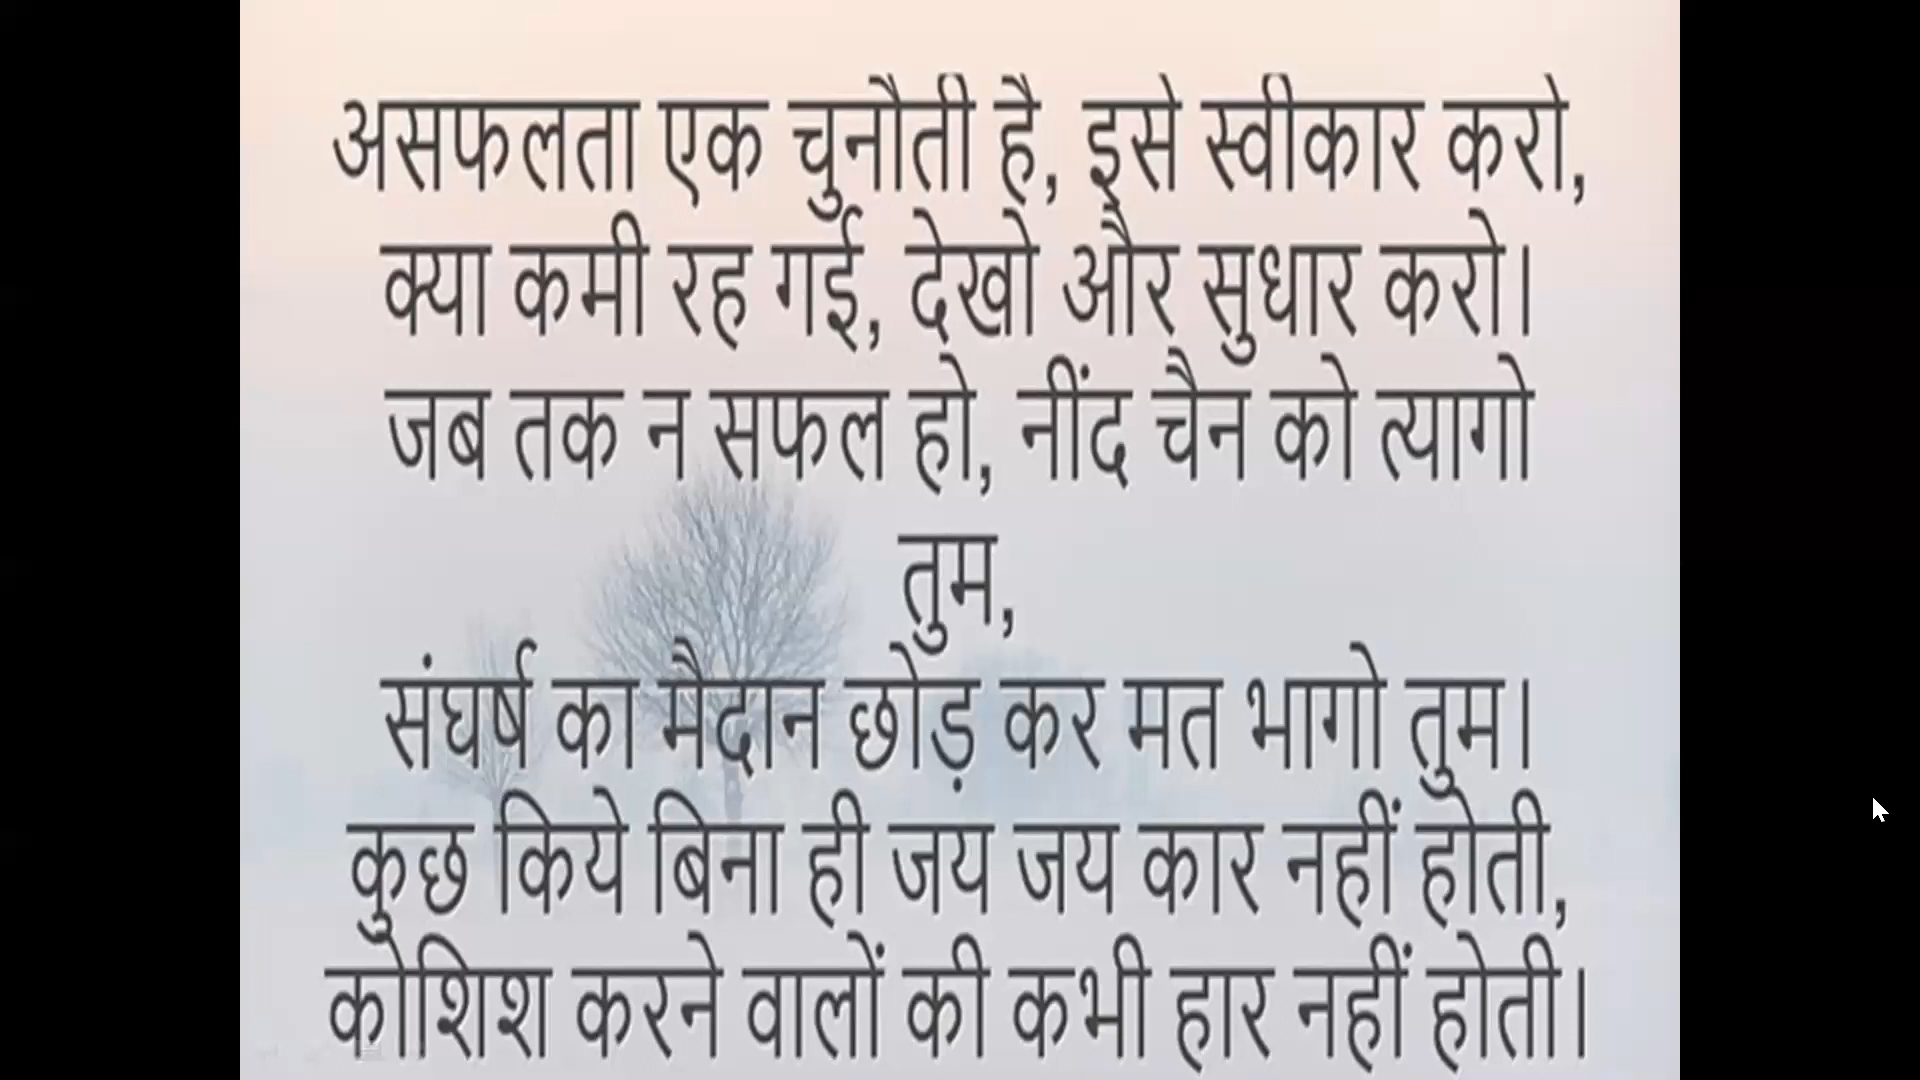 असफलता एक चुनौती है, इसे स्वीकार करो,
क्या कमी रह गई, देखो और सुधार करो।
जब तक न सफल हो, नींद चैन को त्यागो
तुम,
संघर्ष का मैदान छोड़ कर मत भागो तुम।
कुछ किये बिना ही जय जय कार नहीं होती,
कोशिश करने वालों की कभी हार नहीं होती।